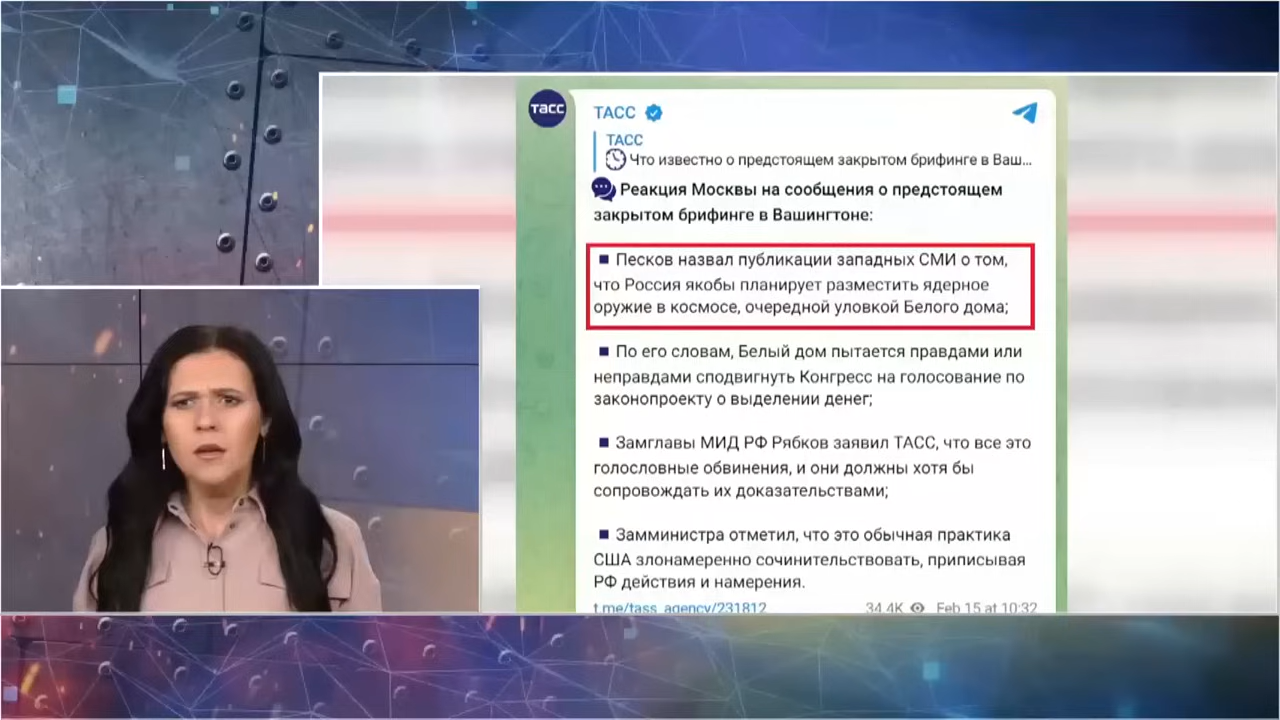 тасс
ТАСС
ТАСС
Что известно о предстоящем закрытом брифинге в Ваш...
Реакция Москвы на сообщения о предстоящем
закрытом брифинге в Вашингтоне:
Песков назвал публикации западных СМИ о том,
что Россия якобы планирует разместить ядерное
оружие в космосе, очередной уловкой Белого дома;
По его словам, Белый дом пытается правдами или
неправдами сподвигнуть Конгресс на голосование по
законопроекту о выделении денег;
Замглавы МИД РФ Рябков заявил ТАСС, что все это
голословные обвинения, и они должны хотя бы
сопровождать их доказательствами;
Замминистра отметил, что это обычная практика
США злонамеренно сочинительствовать, приписывая
РФ действия и намерения.
t.me/tass_agency/231812 34.4K Feb 15 at 10:32